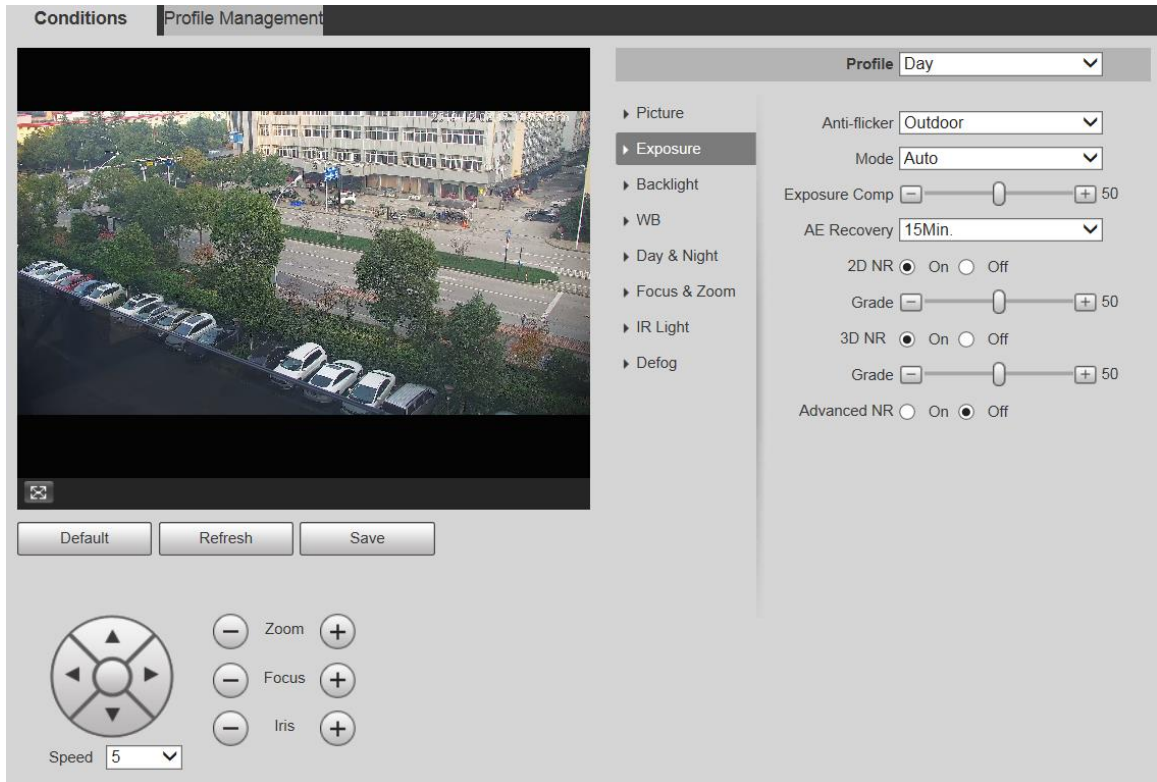 Conditions
Profile Management
Profile Day
Picture
Exposure
Backlight
WB
Day & Night
Focus & Zoom
IR Light
Defog
Anti-flicker Outdoor
Mode Auto
Exposure Comp 50
AE Recovery 15Min.
2D NR On Off
Grade 50
3D NR On Off
Grade 50
Advanced NR On Off
Default Refresh Save
Zoom
Focus
Iris
Speed 5